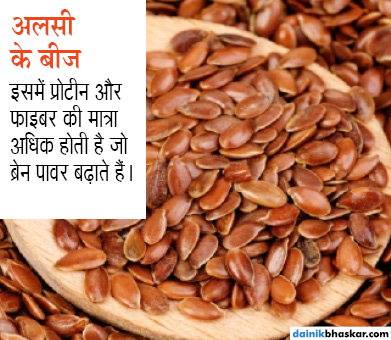 अलसी
के बीज
इसमें प्रोटीन और
फाइबर की मात्रा
अधिक होती है जो
ब्रेन पावर बढ़ाते हैं।
dainikbhaskar.com